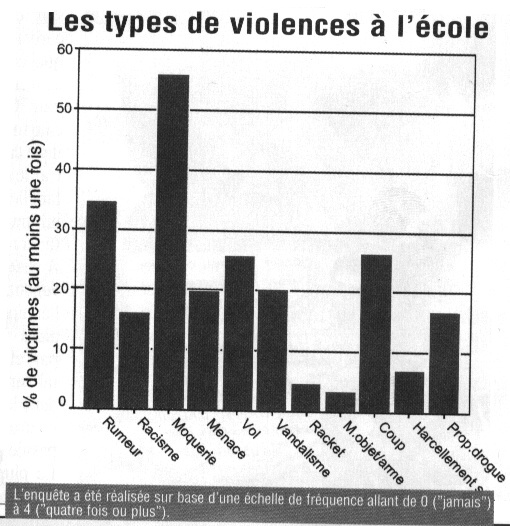 Les types de violences à l'école
% de victimes (au moins une fois)
60
50
40
30
20
10
0
Rumeur
Racisme
Moquerie
Menace
Vol
Vandalisme
Racket
M.objet/arme
Coup
Harcellement s
Prop.drogue
L'enquête a été réalisée sur base d'une échelle de fréquence allant de 0 ("jamais")
à 4 ("quatre fois ou plus").